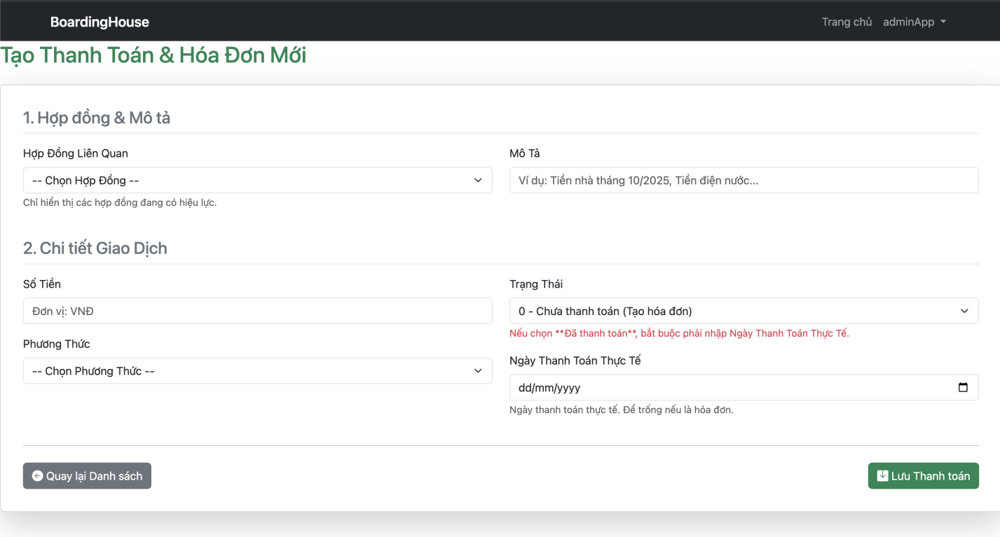 BoardingHouse
Trang chủ adminApp
Tạo Thanh Toán & Hóa Đơn Mới
1. Hợp đồng & Mô tả
Hợp Đồng Liên Quan
-- Chọn Hợp Đồng --
Chỉ hiển thị các hợp đồng đang có hiệu lực.
Mô Tả
Ví dụ: Tiền nhà tháng 10/2025, Tiền điện nước...
2. Chi tiết Giao Dịch
Số Tiền
Đơn vị: VNĐ
Phương Thức
-- Chọn Phương Thức --
Trạng Thái
0 - Chưa thanh toán (Tạo hóa đơn)
Nếu chọn **Đã thanh toán**, bắt buộc phải nhập Ngày Thanh Toán Thực Tế.
Ngày Thanh Toán Thực Tế
dd/mm/yyyy
Ngày thanh toán thực tế. Để trống nếu là hóa đơn.
Quay lại Danh sách
Lưu Thanh toán